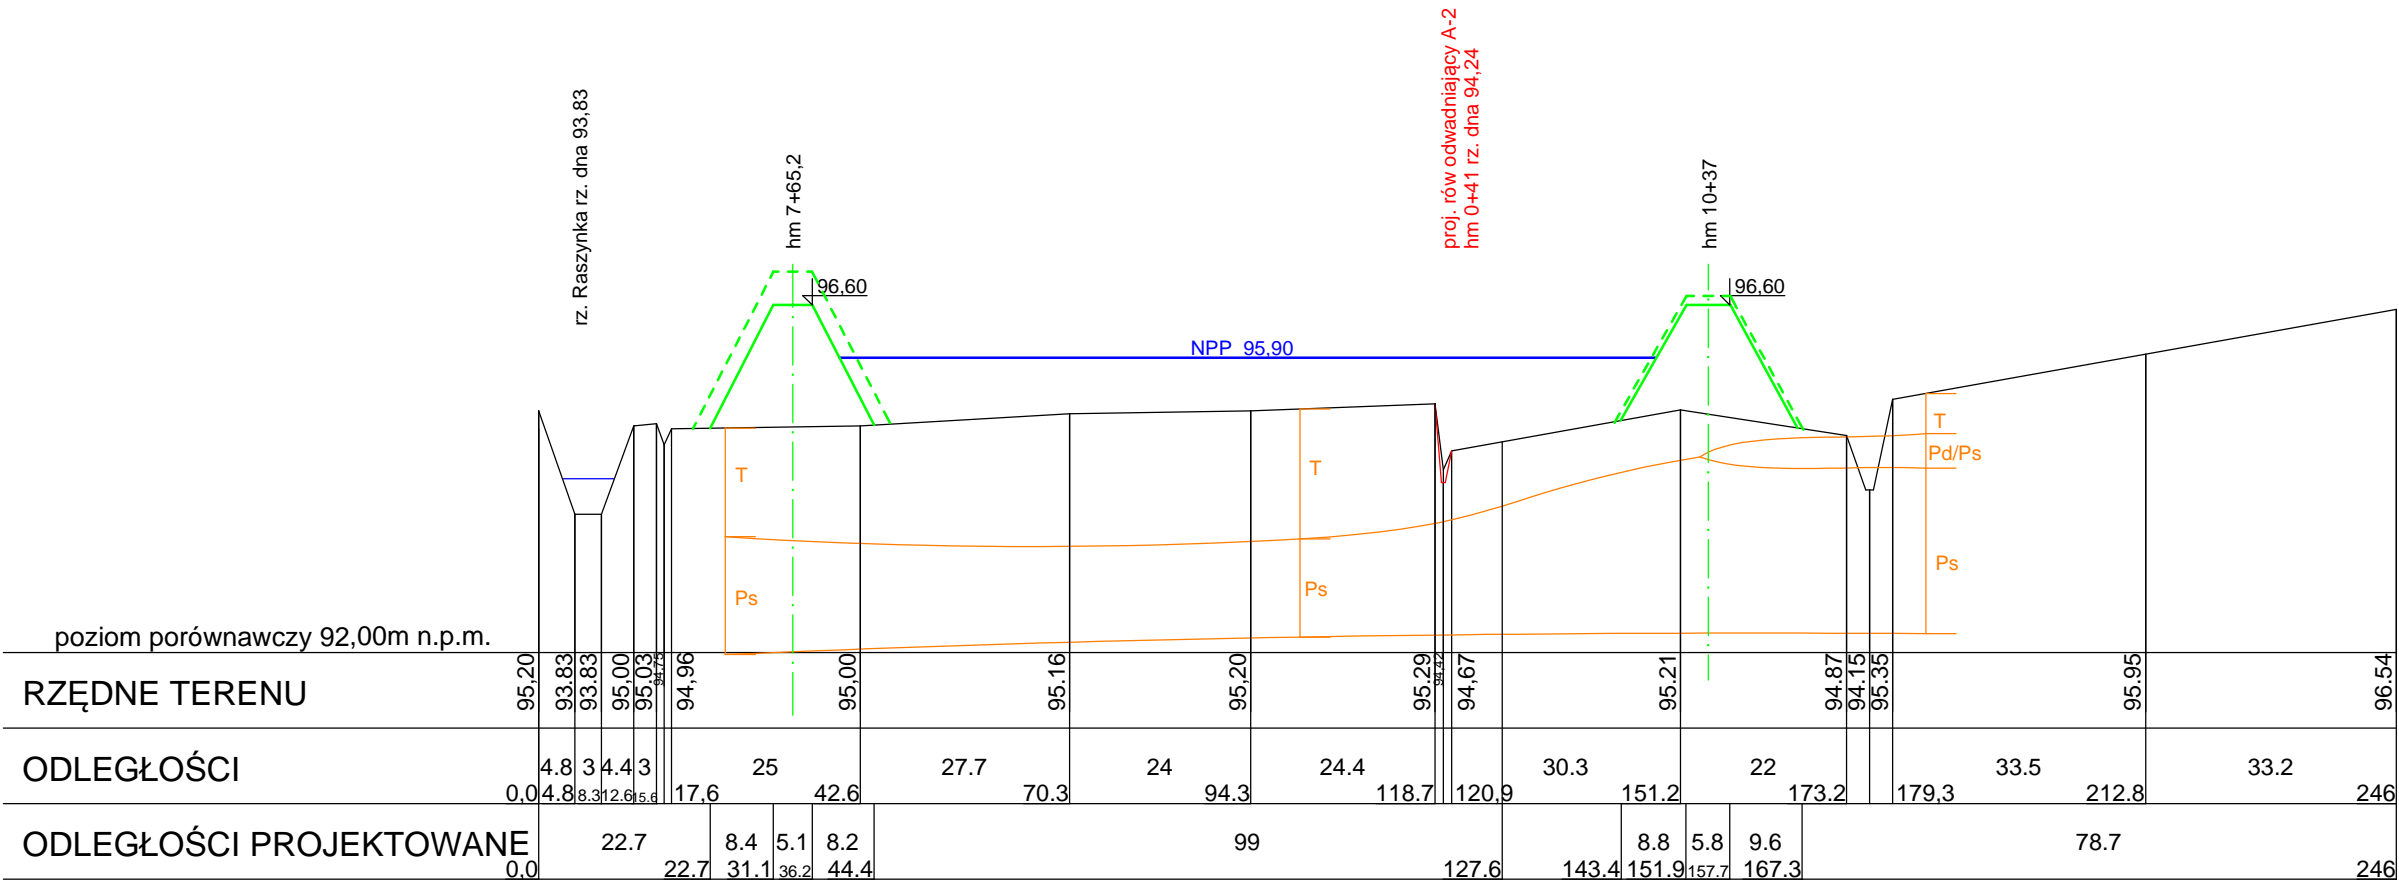 proj. rów odwadniający A-2
hm 0+41 rz. dna 94,24
rz. Raszynka rz. dna 93,83
hm 7+65,2
hm 10+37
96,60
96,60
NPP 95,90
T
T
T
Pd/Ps
Ps
Ps
Ps
poziom porównawczy 92,00m n.p.m.
RZĘDNE TERENU
95,20
93.83
93.83
95,00
95.03
94.75
94,96
95,00
95.16
95,20
95.29
94.42
94,67
95.21
94.87
94.15
95.35
95.95
96.54
ODLEGŁOŚCI
4.8 3 4.4 3 25 27.7 24 24.4 30.3 22 33.5 33.2
0,0 4.8 8.3 12.6 15.6 17,6 42.6 70.3 94.3 118.7 120,9 151.2 173.2 179,3 212.8 246
ODLEGŁOŚCI PROJEKTOWANE
22.7 8.4 5.1 8.2 99 8.8 5.8 9.6 78.7
0,0 22.7 31.1 36.2 44.4 127.6 143.4 151.9 157.7 167.3 246